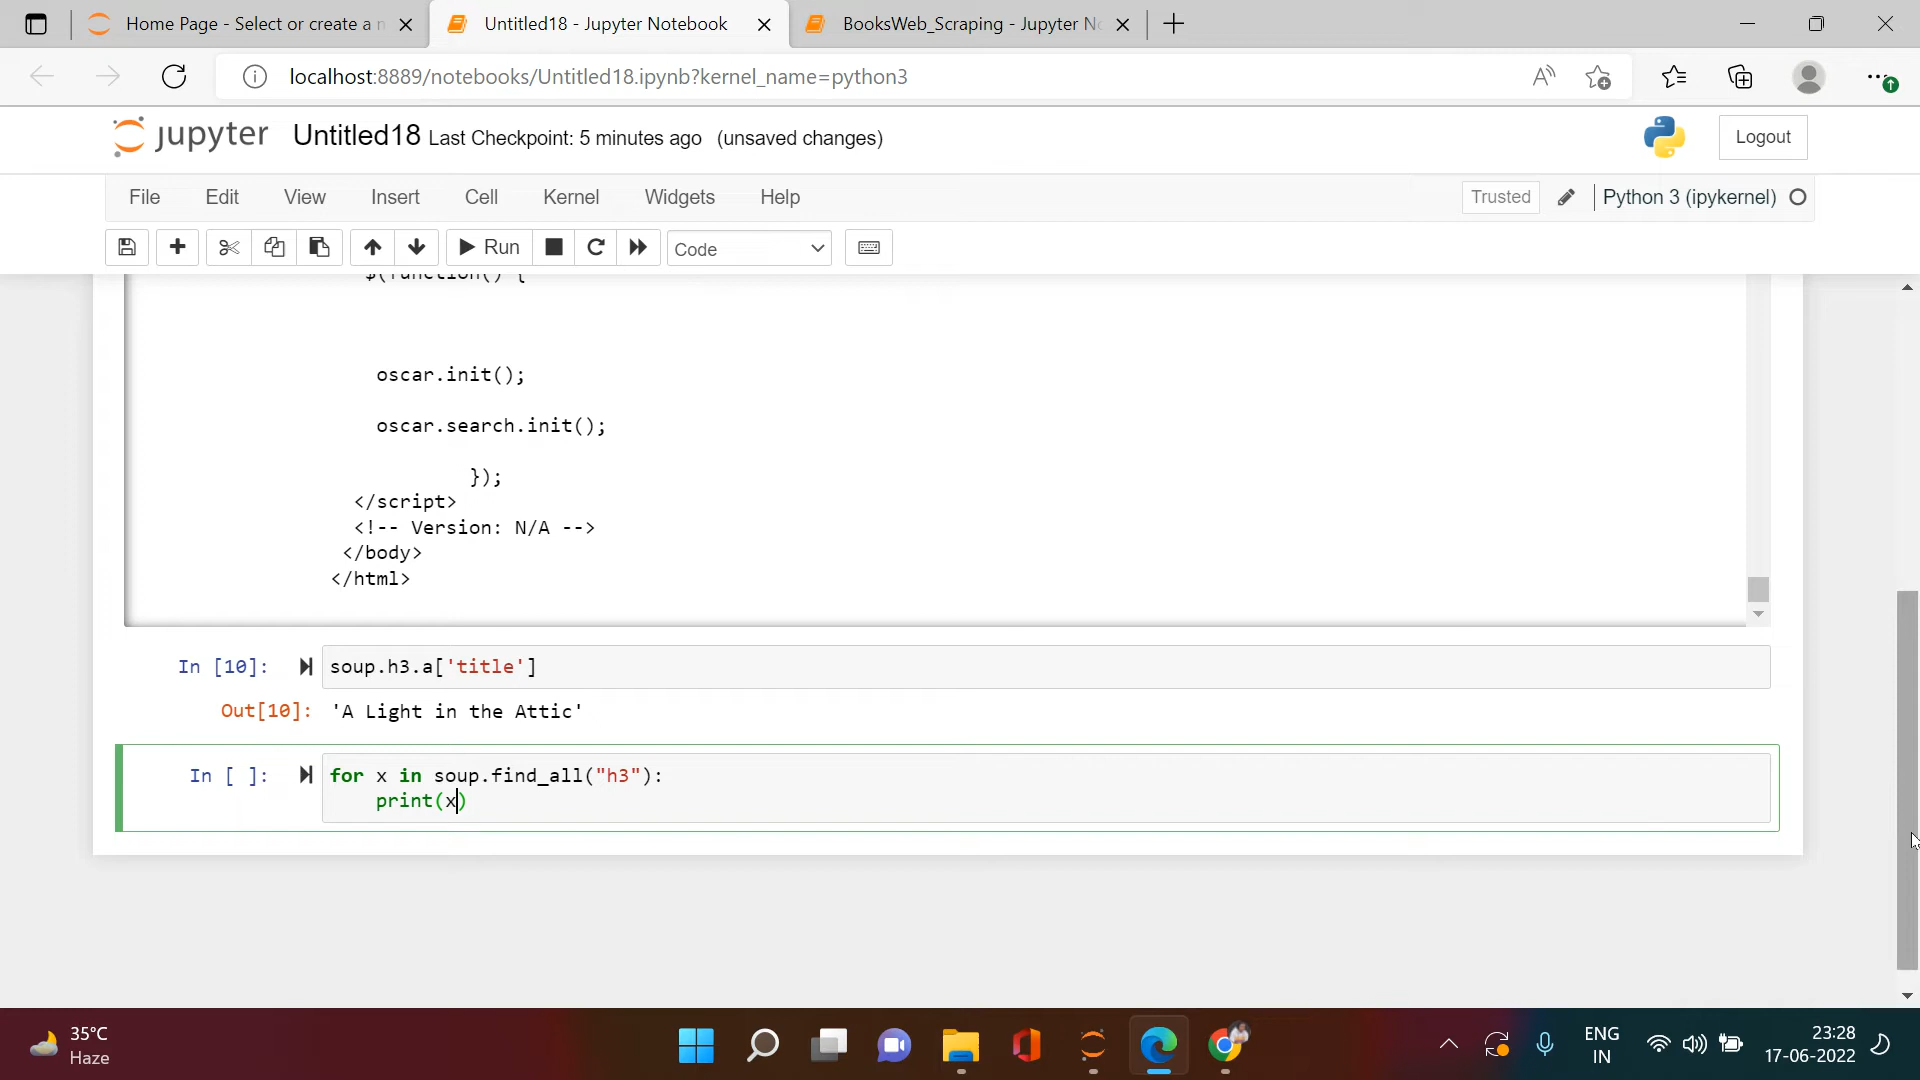 Home Page - Select or create a n
Untitled18 - Jupyter Notebook
BooksWeb_Scraping - Jupyter No
localhost:8889/notebooks/Untitled18.ipynb?kernel_name=python3
jupyter Untitled18 Last Checkpoint: 5 minutes ago (unsaved changes)
Logout
File Edit View Insert Cell Kernel Widgets Help
Trusted Python 3 (ipykernel)
Run Code
$(function() {
oscar.init();
oscar.search.init();
});
</script>
<!-- Version: N/A -->
</body>
</html>
In [10]: soup.h3.a['title']
Out[10]: 'A Light in the Attic'
In [ ]: for x in soup.find_all("h3"):
print(x)
35°C
Haze
ENG
IN
23:28
17-06-2022